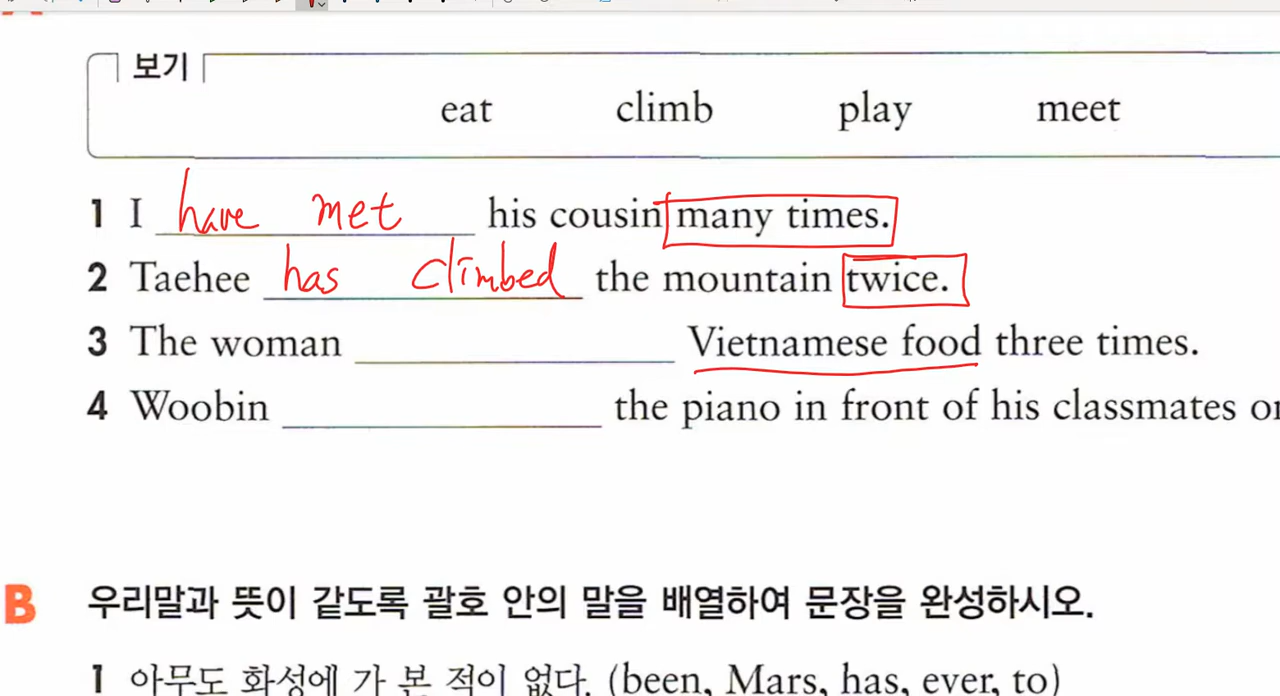 보기
eat climb play meet
1 I have met his cousin many times.
2 Taehee has climbed the mountain twice.
3 The woman Vietnamese food three times.
4 Woobin the piano in front of his classmates
B 우리말과 뜻이 같도록 괄호 안의 말을 배열하여 문장을 완성하시오.
1 아무도 화성에 가 본 적이 없다. (been, Mars, has, ever, to)